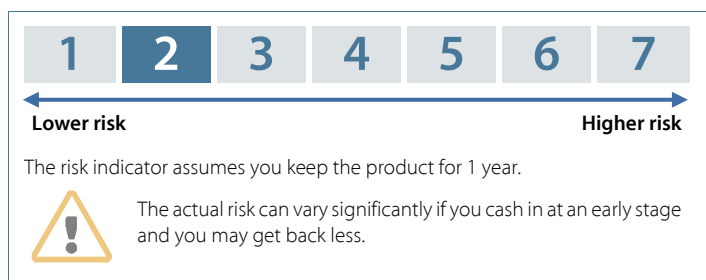 1 2 3 4 5 6 7
Lower risk Higher risk
The risk indicator assumes you keep the product for 1 year.
The actual risk can vary significantly if you cash in at an early stage
and you may get back less.